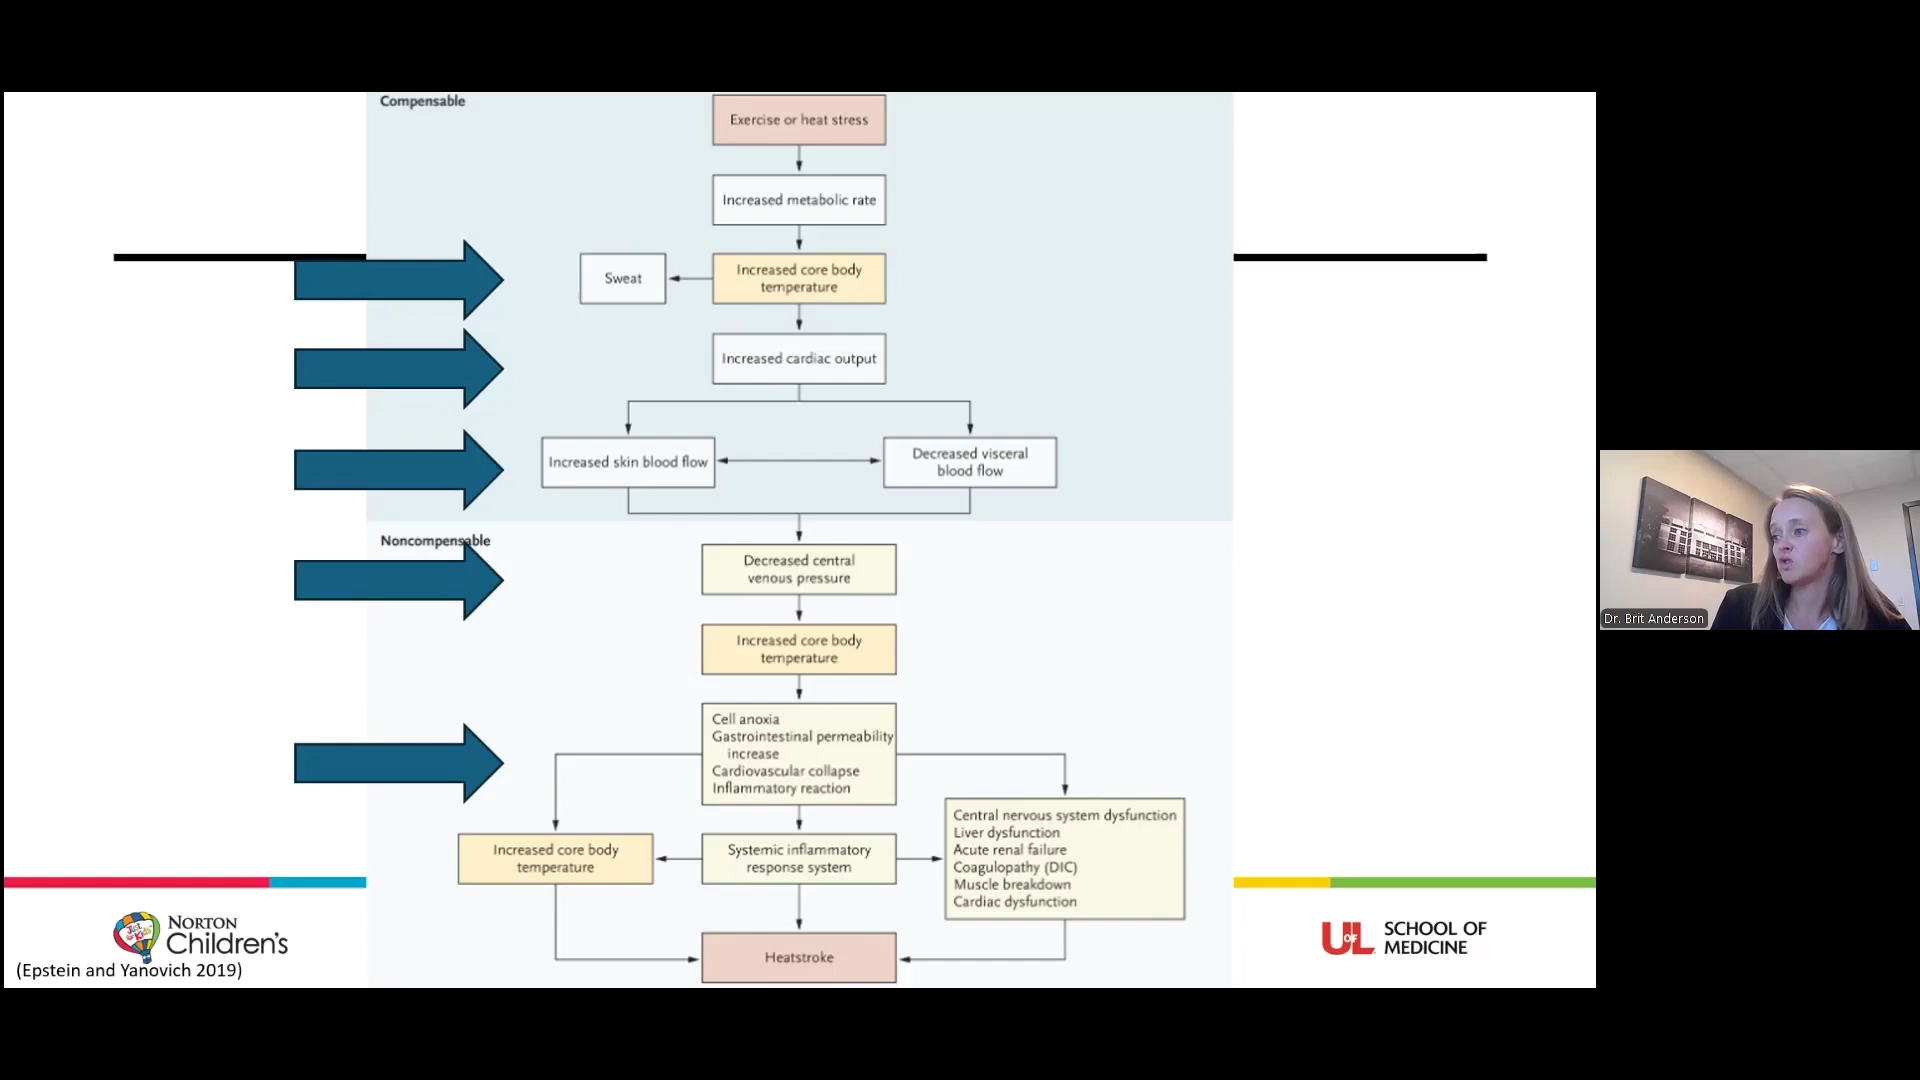 Compensable
Exercise or heat stress
Increased metabolic rate
Sweat
Increased core body
temperature
Increased cardiac output
Increased skin blood flow
Decreased visceral
blood flow
Noncompensable
Decreased central
venous pressure
Increased core body
temperature
Cell anoxia
Gastrointestinal permeability
increase
Cardiovascular collapse
Inflammatory reaction
Increased core body
temperature
Systemic inflammatory
response system
Central nervous system dysfunction
Liver dysfunction
Acute renal failure
Coagulopathy (DIC)
Muscle breakdown
Cardiac dysfunction
Heatstroke
Just for Kids
NORTON
Children's
(Epstein and Yanovich 2019)
UOFL
SCHOOL OF
MEDICINE
Dr. Brit Anderson